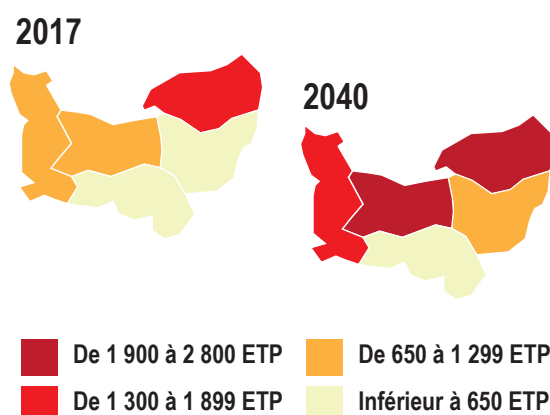 2017
2040
De 1 900 à 2 800 ETP
De 650 à 1 299 ETP
De 1 300 à 1 899 ETP
Inférieur à 650 ETP